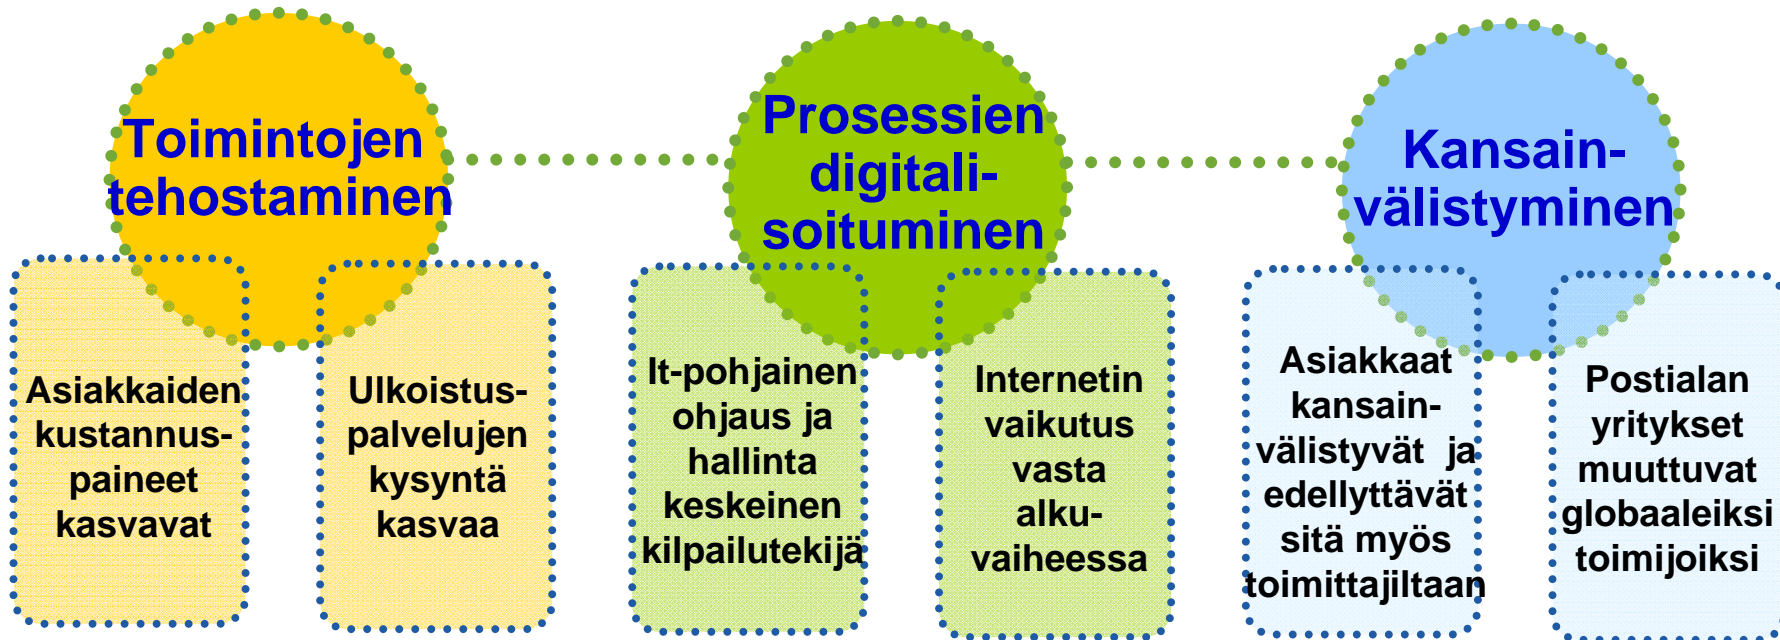 Toimintojen
tehostaminen
Prosessien
digitali-
soituminen
Kansain-
välistyminen
Asiakkaiden
kustannus-
paineet
kasvavat
Ulkoistus-
palvelujen
kysyntä
kasvaa
It-pohjainen
ohjaus ja
hallinta
keskeinen
kilpailutekijä
Internetin
vaikutus
vasta
alku-
vaiheessa
Asiakkaat
kansain-
välistyvät ja
edellyttävät
sitä myös
toimittajiltaan
Postialan
yritykset
muuttuvat
globaaleiksi
toimijoiksi